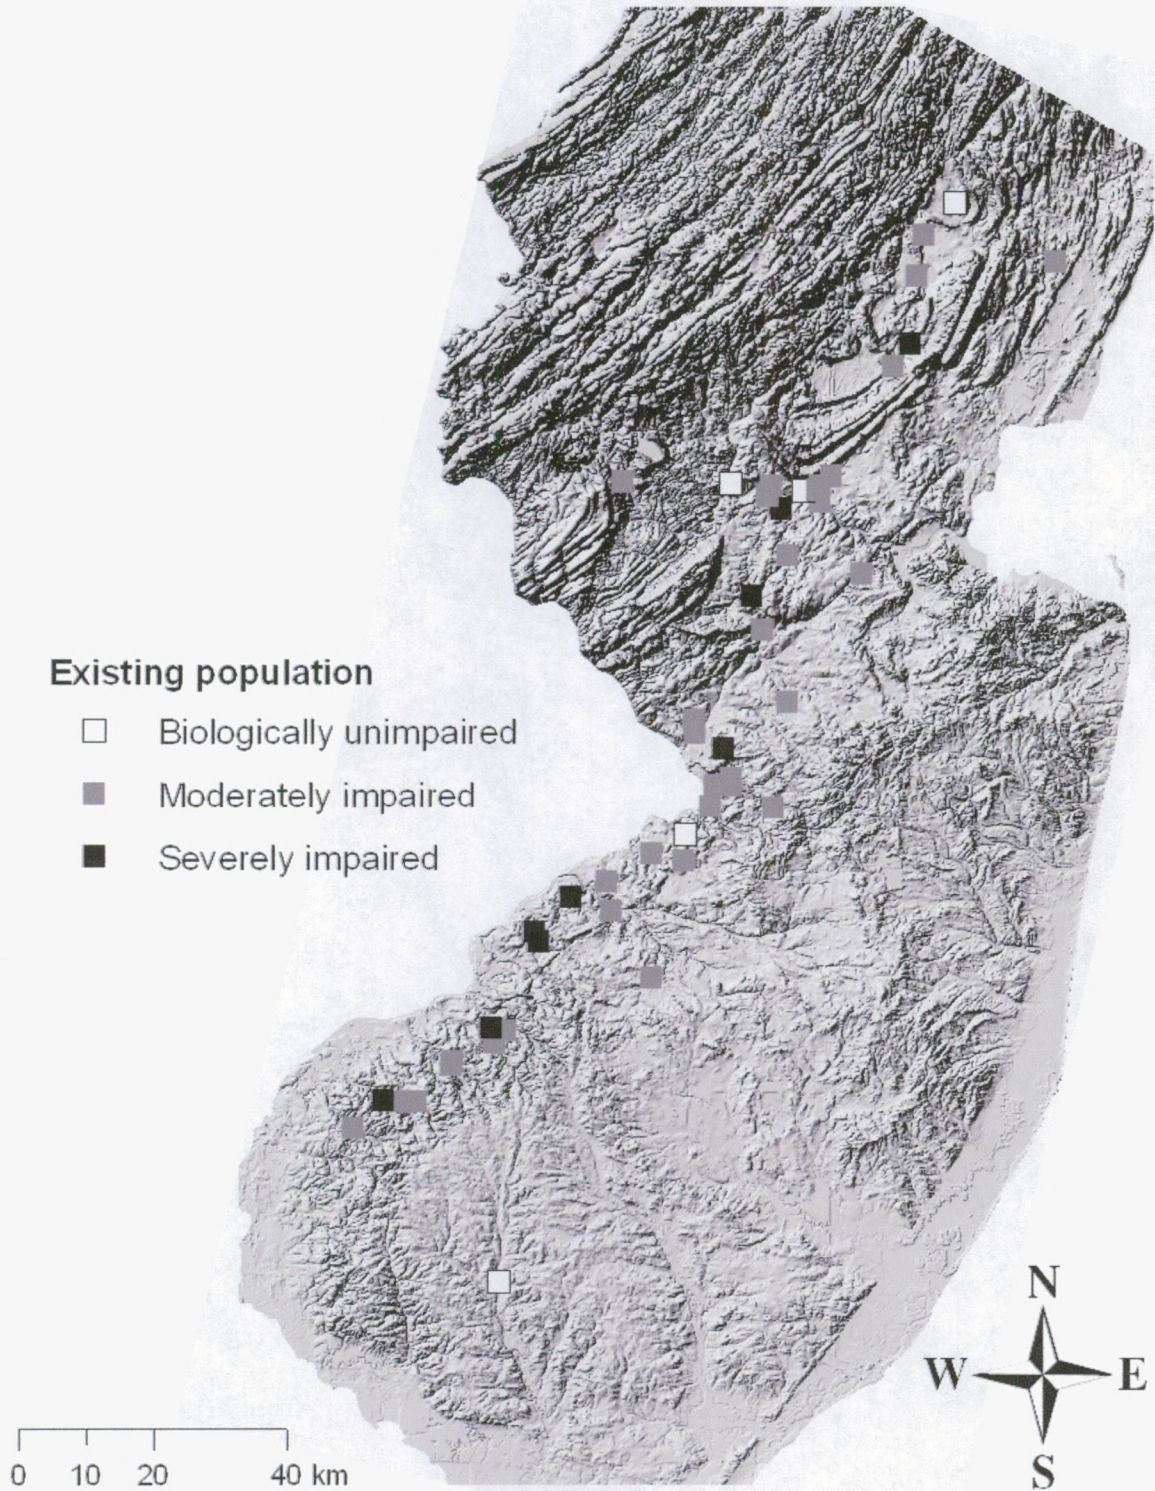 Existing population
Biologically unimpaired
Moderately impaired
Severely impaired
N
W E
S
0 10 20 40 km